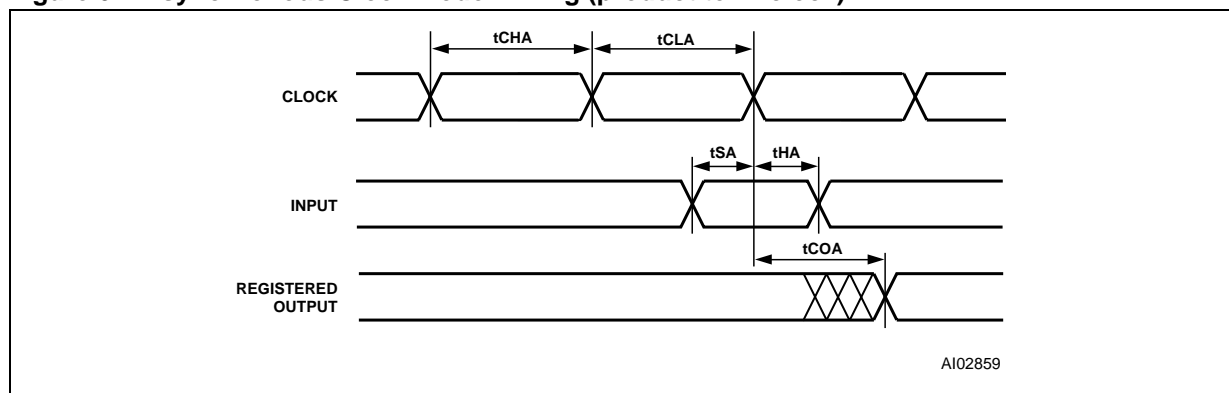 tCHA tCLA
CLOCK
tSA tHA
INPUT
tCOA
REGISTERED
OUTPUT
AI02859